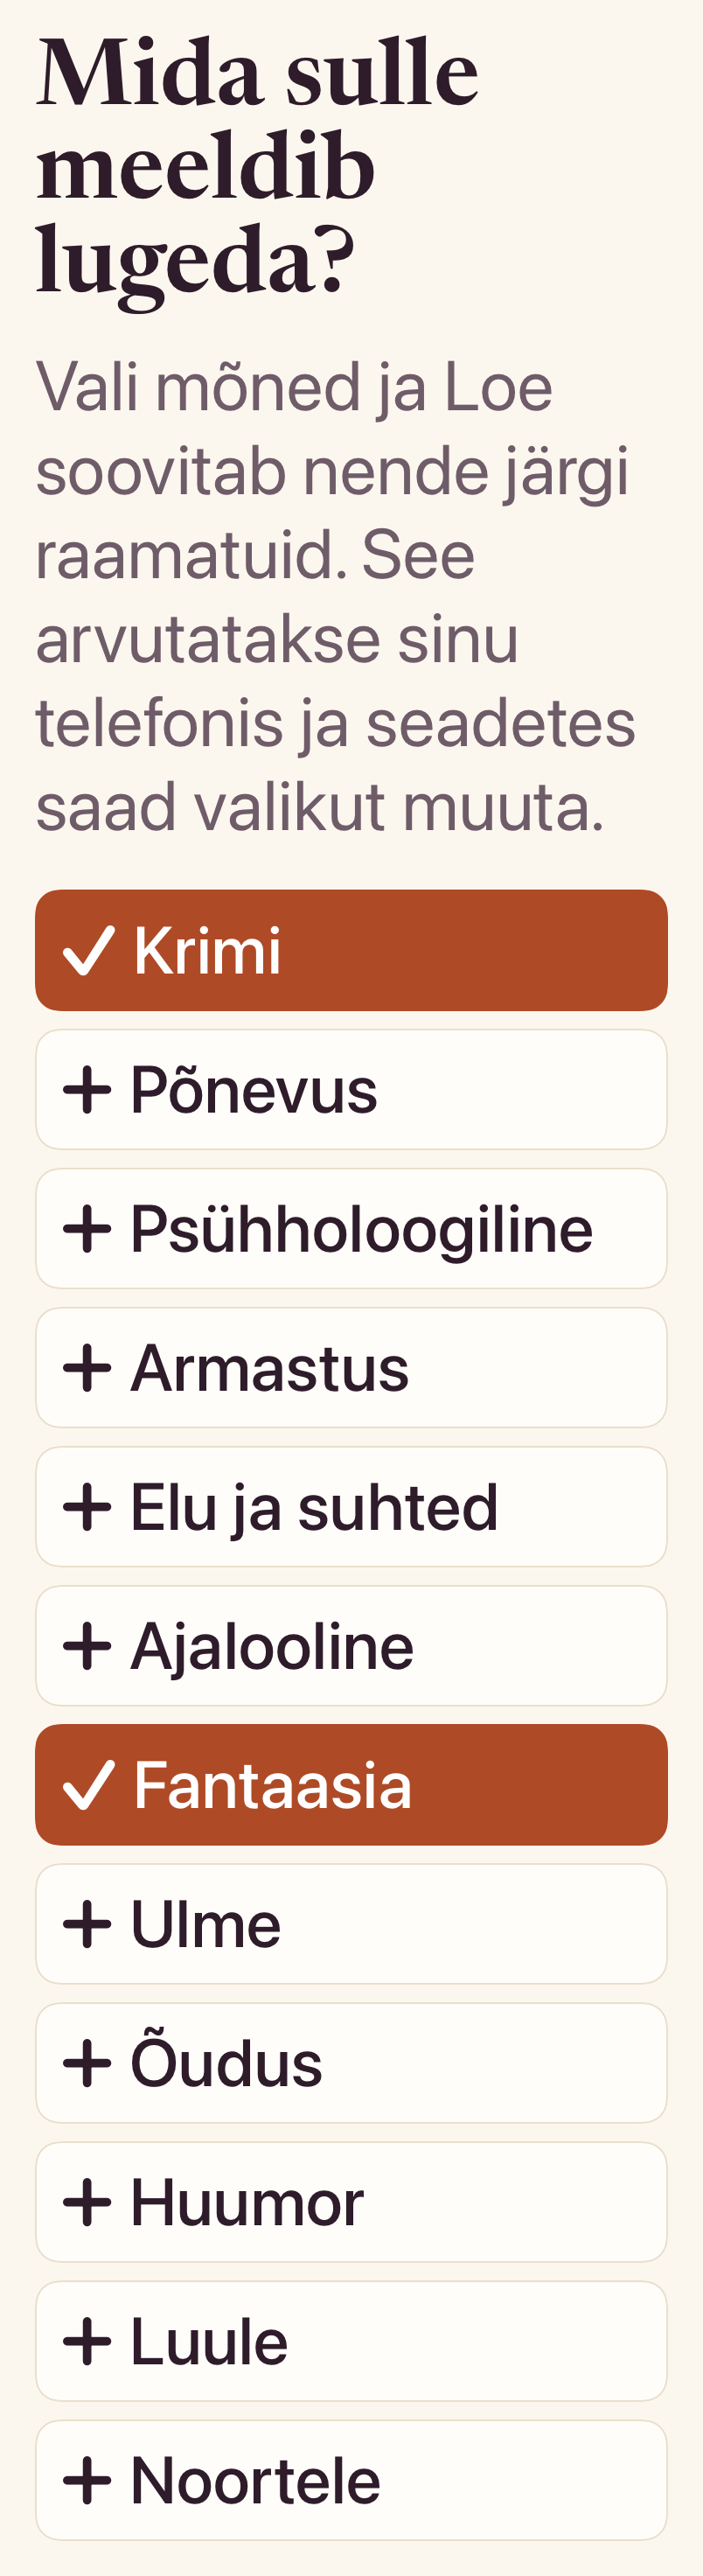 Mida sulle
meeldib
lugeda?
Vali mõned ja Loe
soovitab nende järgi
raamatuid. See
arvutatakse sinu
telefonis ja seadetes
saad valikut muuta.
Krimi
Põnevus
Psühholoogiline
Armastus
Elu ja suhted
Ajalooline
Fantaasia
Ulme
Õudus
Huumor
Luule
Noortele